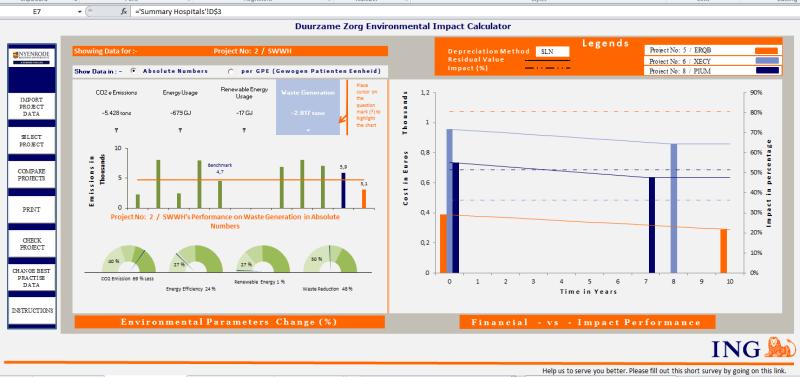 E7
fx
='Summary Hospitals'!D$3
Duurzame Zorg Environmental Impact Calculator
NYENRODE
IMPORT
PROJECT
DATA
SELECT
PROJECT
COMPARE
PROJECTS
PRINT
CHECK
PROJECT
CHANGE BEST
PRACTISE
DATA
INSTRUCTIONS
Showing Data for :-
Project No: 2 / SWWH
Show Data in : -
Absolute Numbers
per GPE (Gewogen Patienten Eenheid)
CO2 e Emissions
Energy Usage
Renewable Energy
Usage
Waste Generation
-5.428 tons
-679 GJ
-17 GJ
-2.817 tons
?
?
?
Place
cursor on
the
question
mark (?) to
highlight
the chart
Emissions in
Thousands
10
5
0
Benchmark
4,7
5,9
3,1
Project No: 2 / SWWH's Performance on Waste Generation in Absolute
Numbers
40 %
27 %
27 %
50 %
CO2 Emission 69 % Less
Energy Efficiency 24 %
Renewable Energy 1 %
Waste Reduction 48 %
Environmental Parameters Change (%)
Legends
Depreciation Method
SLN
Residual Value
Impact (%)
Project No: 5 / ERQB
Project No: 6 / XECY
Project No: 8 / PIUM
Cost in Euros Thousands
1,2
1
0,8
0,6
0,4
0,2
0
90%
80%
70%
60%
50%
40%
30%
20%
10%
0%
Impact in percentage
0 1 2 3 4 5 6 7 8 9 10
Time in Years
Financial - vs - Impact Performance
ING
Help us to serve you better. Please fill out this short survey by going on this link.